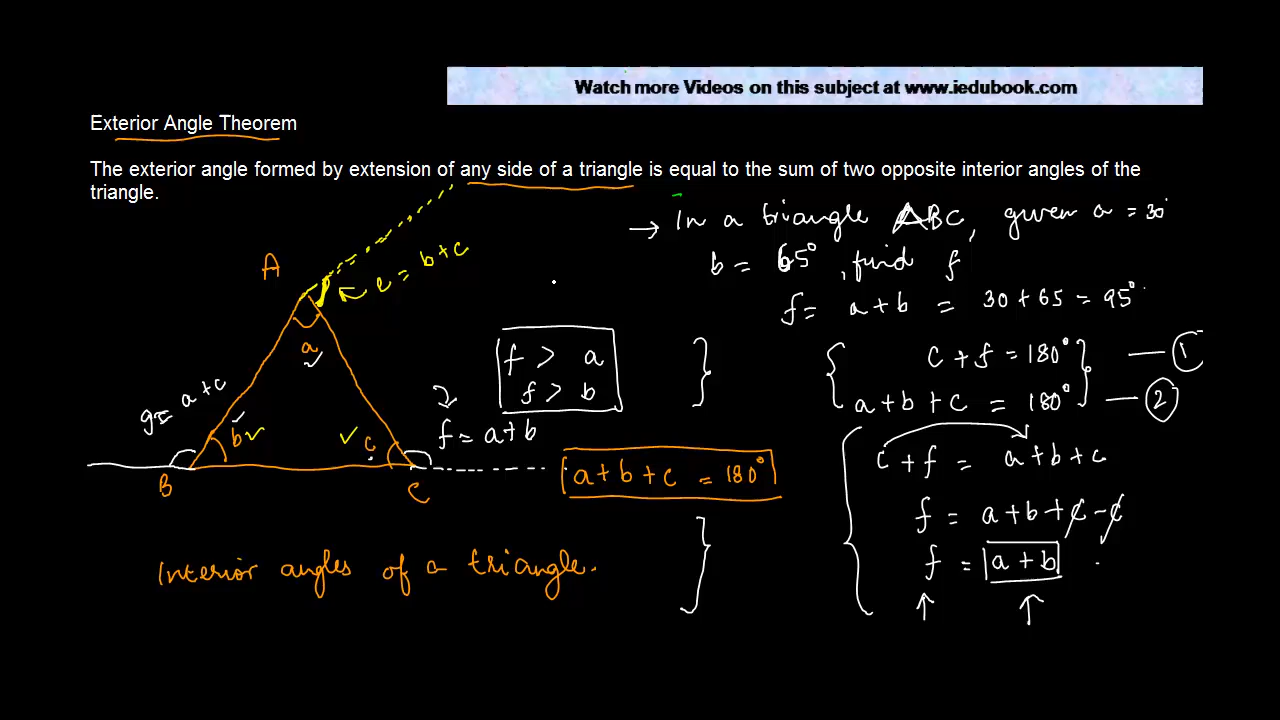 Watch more Videos on this subject at www.iedubook.com
Exterior Angle Theorem
The exterior angle formed by extension of any side of a triangle is equal to the sum of two opposite interior angles of the
triangle.
→ In a triangle ABC, given a = 30°
b = 65°, find f
f = a + b = 30 + 65 = 95°
A
e = b + c
a
g = a + c
b
c
B
C
f = a + b
f > a
f > b
a + b + c = 180°
Interior angles of a triangle.
c + f = 180° — 1
a + b + c = 180° — 2
c + f = a + b + c
f = a + b + c - c
f = a + b